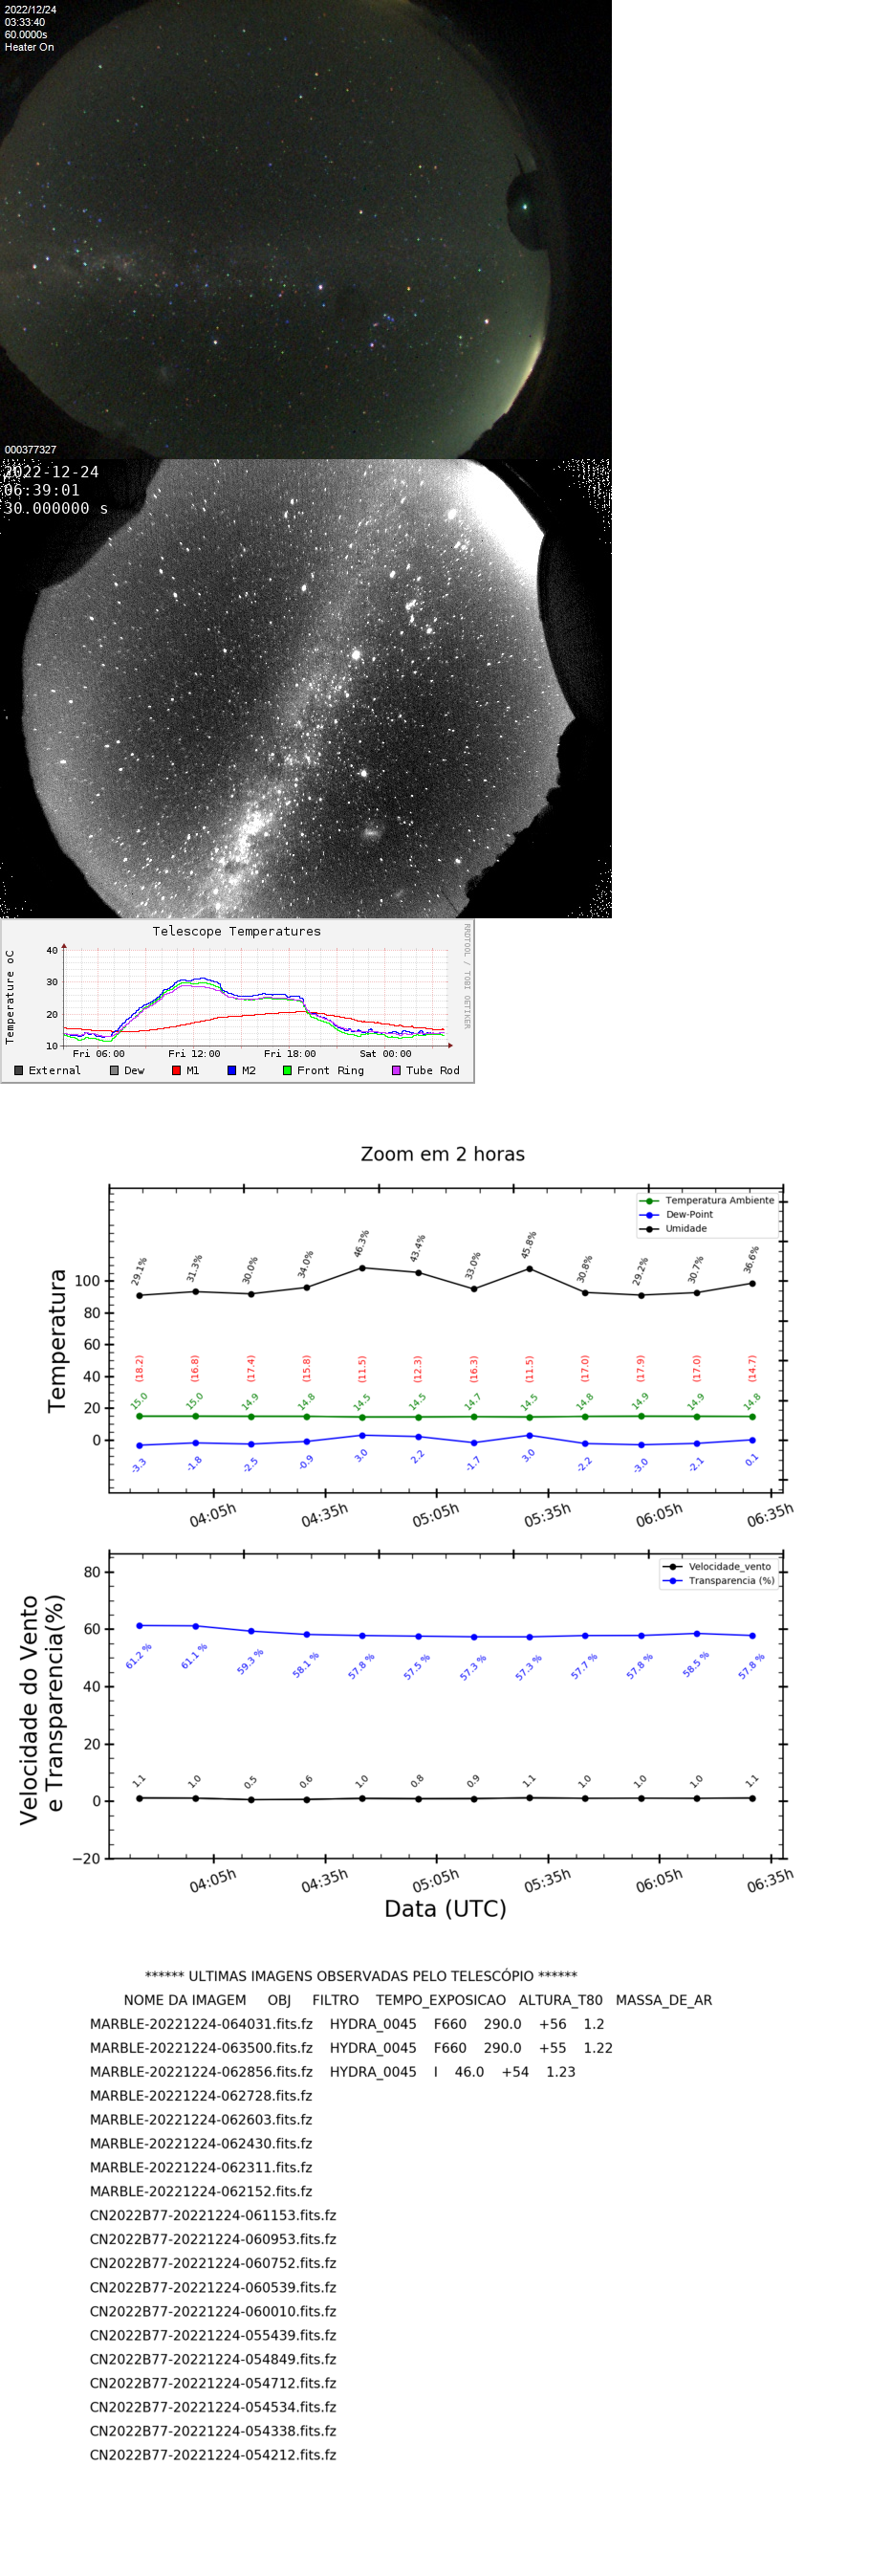 2022/12/24
03:33:40
60.0000s
Heater On
000377327
2022-12-24
06:39:01
30.000000 s
Telescope Temperatures
RRDTOOL / TOBI OETIKER
Temperature oC
40
30
20
10
Fri 06:00 Fri 12:00 Fri 18:00 Sat 00:00
External Dew M1 M2 Front Ring Tube Rod
Zoom em 2 horas
Temperatura Ambiente
Dew-Point
Umidade
Temperatura
100
80
60
40
20
0
29.1% 31.3% 30.0% 34.0% 46.3% 43.4% 33.0% 45.8% 30.8% 29.2% 30.7% 36.6%
(18.2) (16.8) (17.4) (15.8) (11.5) (12.3) (16.3) (11.5) (17.0) (17.9) (17.0) (14.7)
15.0 15.0 14.9 14.8 14.5 14.5 14.7 14.5 14.8 14.9 14.9 14.8
-3.3 -1.8 -2.5 -0.9 3.0 2.2 -1.7 3.0 -2.2 -3.0 -2.1 0.1
04:05h 04:35h 05:05h 05:35h 06:05h 06:35h
Velocidade_vento
Transparencia (%)
Velocidade do Vento
e Transparencia(%)
80
60
40
20
0
−20
61.2 % 61.1 % 59.3 % 58.1 % 57.8 % 57.5 % 57.3 % 57.3 % 57.7 % 57.8 % 58.5 % 57.8 %
1.1 1.0 0.5 0.6 1.0 0.8 0.9 1.1 1.0 1.0 1.0 1.1
04:05h 04:35h 05:05h 05:35h 06:05h 06:35h
Data (UTC)
****** ULTIMAS IMAGENS OBSERVADAS PELO TELESCÓPIO ******
NOME DA IMAGEM OBJ FILTRO TEMPO_EXPOSICAO ALTURA_T80 MASSA_DE_AR
MARBLE-20221224-064031.fits.fz HYDRA_0045 F660 290.0 +56 1.2
MARBLE-20221224-063500.fits.fz HYDRA_0045 F660 290.0 +55 1.22
MARBLE-20221224-062856.fits.fz HYDRA_0045 I 46.0 +54 1.23
MARBLE-20221224-062728.fits.fz
MARBLE-20221224-062603.fits.fz
MARBLE-20221224-062430.fits.fz
MARBLE-20221224-062311.fits.fz
MARBLE-20221224-062152.fits.fz
CN2022B77-20221224-061153.fits.fz
CN2022B77-20221224-060953.fits.fz
CN2022B77-20221224-060752.fits.fz
CN2022B77-20221224-060539.fits.fz
CN2022B77-20221224-060010.fits.fz
CN2022B77-20221224-055439.fits.fz
CN2022B77-20221224-054849.fits.fz
CN2022B77-20221224-054712.fits.fz
CN2022B77-20221224-054534.fits.fz
CN2022B77-20221224-054338.fits.fz
CN2022B77-20221224-054212.fits.fz